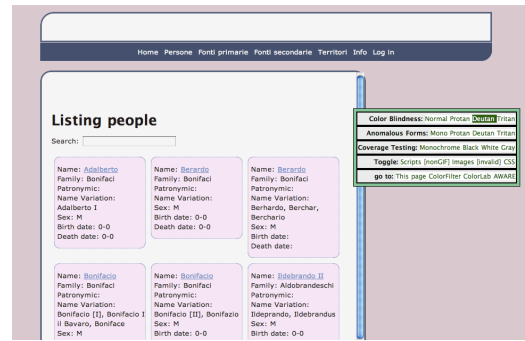 Home Persone Fonti primarie Fonti secondarie Territori Info Log in
Listing people
Search:
Name: Adalberto
Family: Bonifaci
Patronymic:
Name Variation:
Adalberto I
Sex: M
Birth date: 0-0
Death date: 0-0
Name: Berardo
Family: Bonifaci
Patronymic:
Name Variation:
Sex: M
Birth date: 0-0
Death date: 0-0
Name: Berardo
Family: Bonifaci
Patronymic:
Name Variation:
Berhardo, Berchar,
Berchario
Sex: M
Birth date:
Death date:
Name: Bonifacio
Family: Bonifaci
Patronymic:
Name Variation:
Bonifacio [I], Bonifacio I
il Bavaro, Boniface
Sex: M
Birth date: 0-0
Name: Bonifacio
Family: Bonifaci
Patronymic:
Name Variation:
Bonifacio [II], Bonifazio
Sex: M
Birth date: 0-0
Name: Ildebrando II
Family: Aldobrandeschi
Patronymic:
Name Variation:
Ildeprando, Ildebrandus
Sex: M
Birth date: 0-0
Color Blindness: Normal Protan Deutan Tritan
Anomalous Forms: Mono Protan Deutan Tritan
Coverage Testing: Monochrome Black White Gray
Toggle: Scripts [nonGIF] Images [invalid] CSS
go to: This page ColorFilter ColorLab AWARE